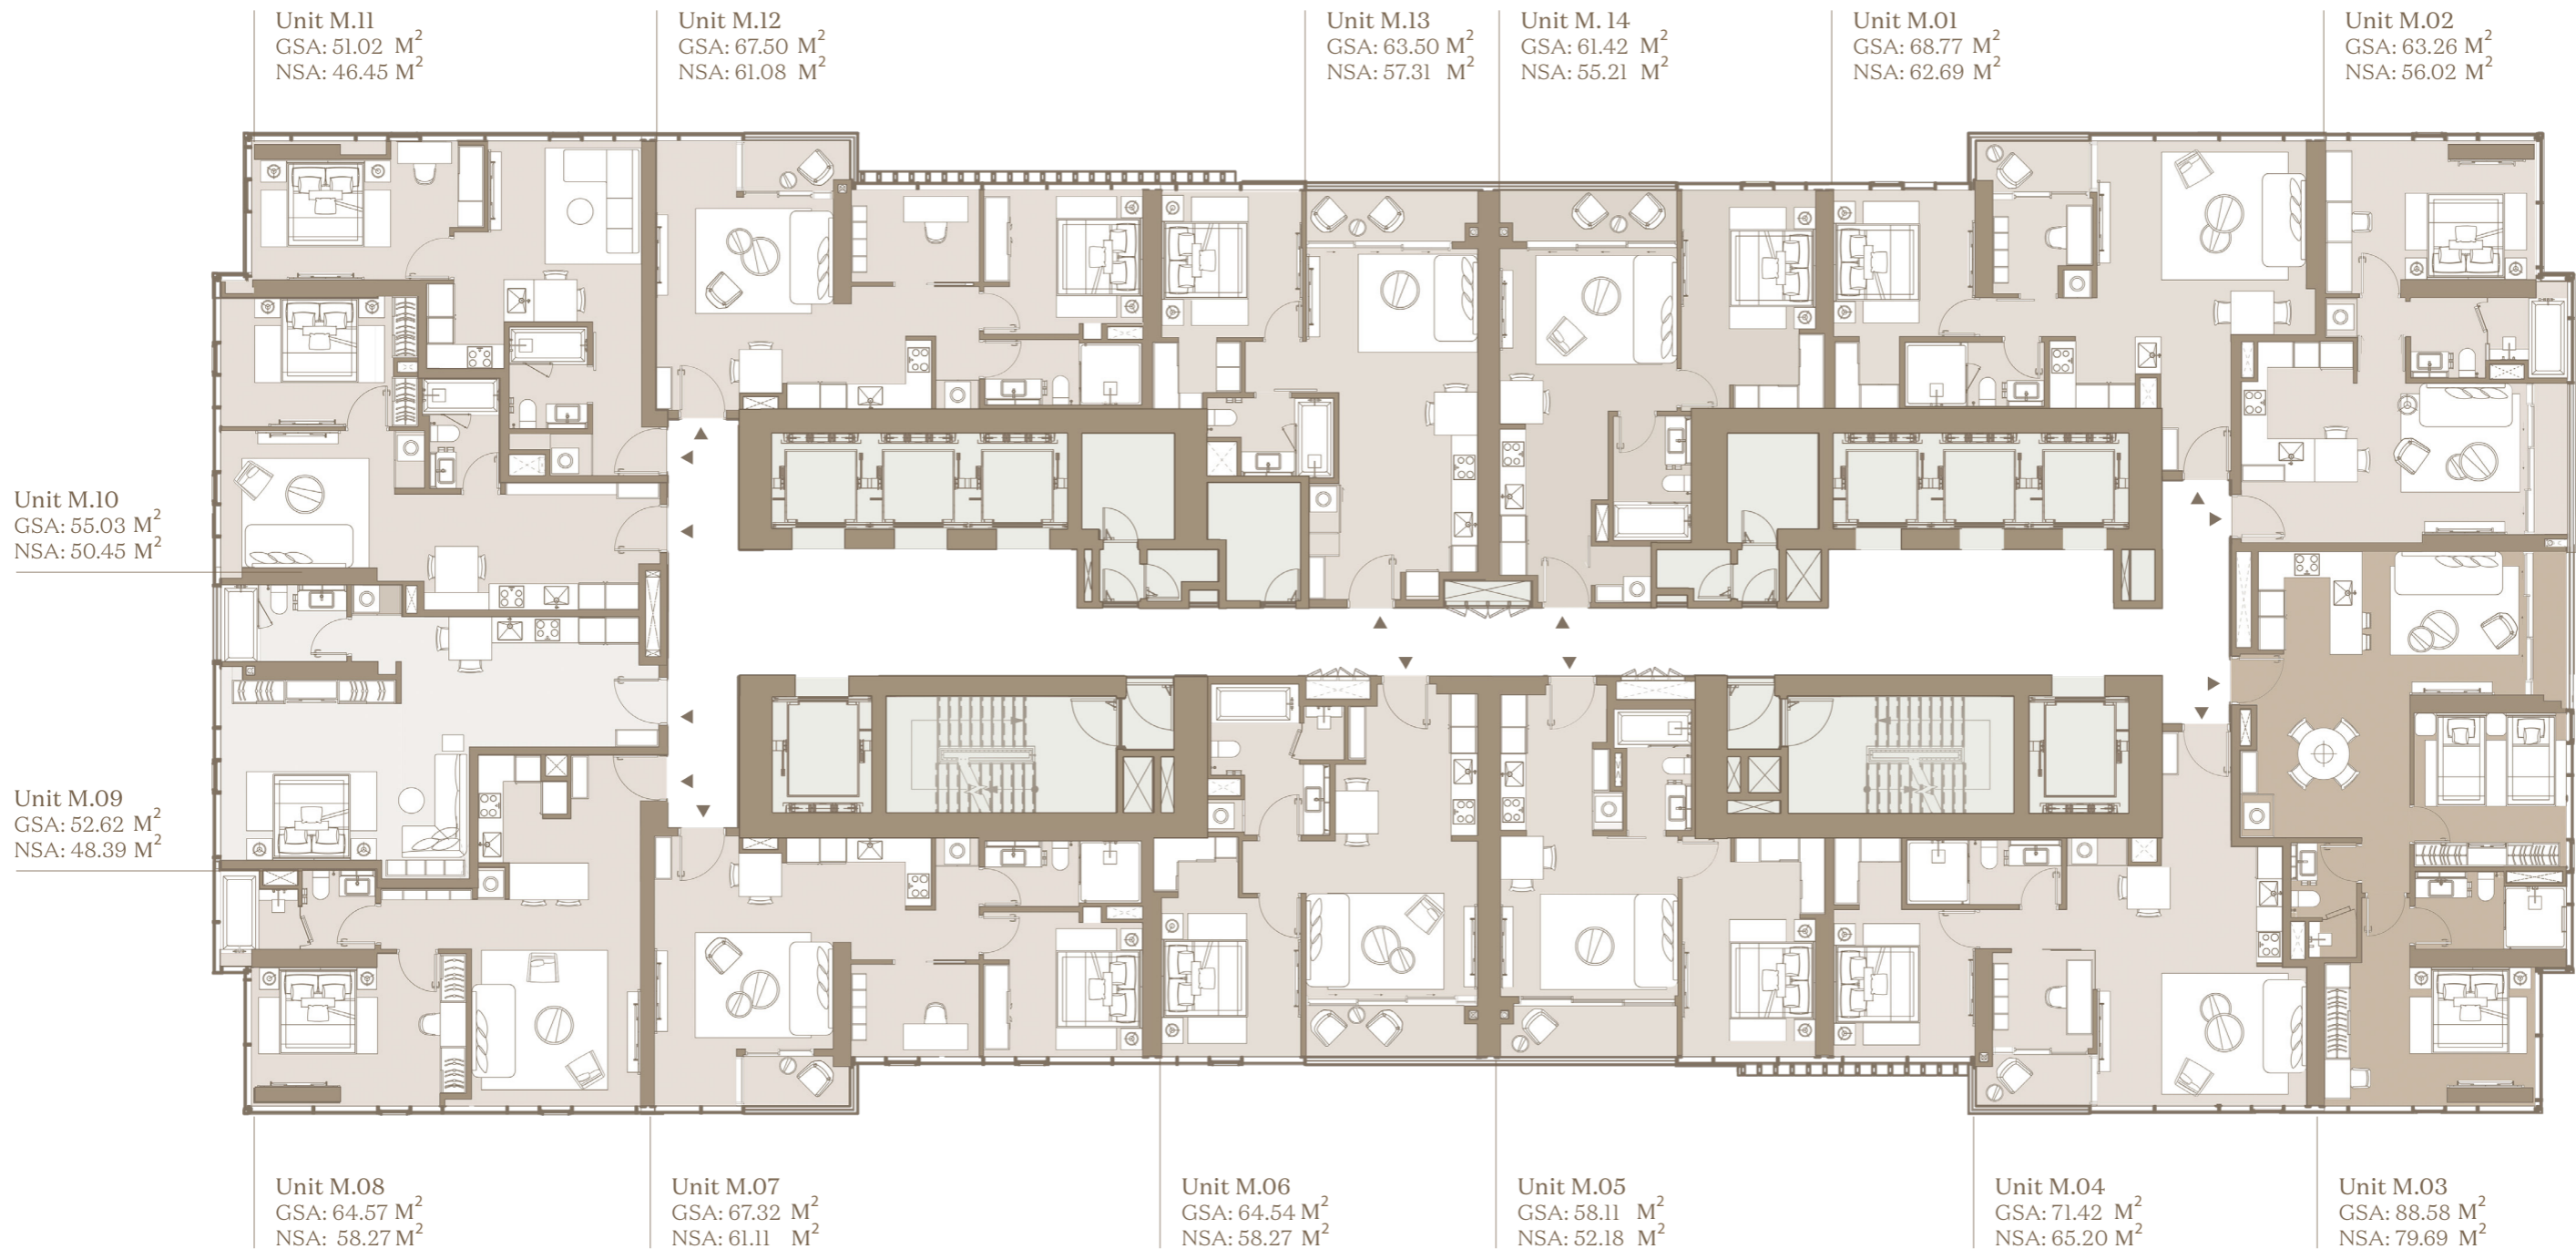 Unit M.11
GSA: 51.02 M²
NSA: 46.45 M²
Unit M.12
GSA: 67.50 M²
NSA: 61.08 M²
Unit M.13
GSA: 63.50 M²
NSA: 57.31 M²
Unit M. 14
GSA: 61.42 M²
NSA: 55.21 M²
Unit M.01
GSA: 68.77 M²
NSA: 62.69 M²
Unit M.02
GSA: 63.26 M²
NSA: 56.02 M²
Unit M.10
GSA: 55.03 M²
NSA: 50.45 M²
Unit M.09
GSA: 52.62 M²
NSA: 48.39 M²
Unit M.08
GSA: 64.57 M²
NSA: 58.27 M²
Unit M.07
GSA: 67.32 M²
NSA: 61.11 M²
Unit M.06
GSA: 64.54 M²
NSA: 58.27 M²
Unit M.05
GSA: 58.11 M²
NSA: 52.18 M²
Unit M.04
GSA: 71.42 M²
NSA: 65.20 M²
Unit M.03
GSA: 88.58 M²
NSA: 79.69 M²